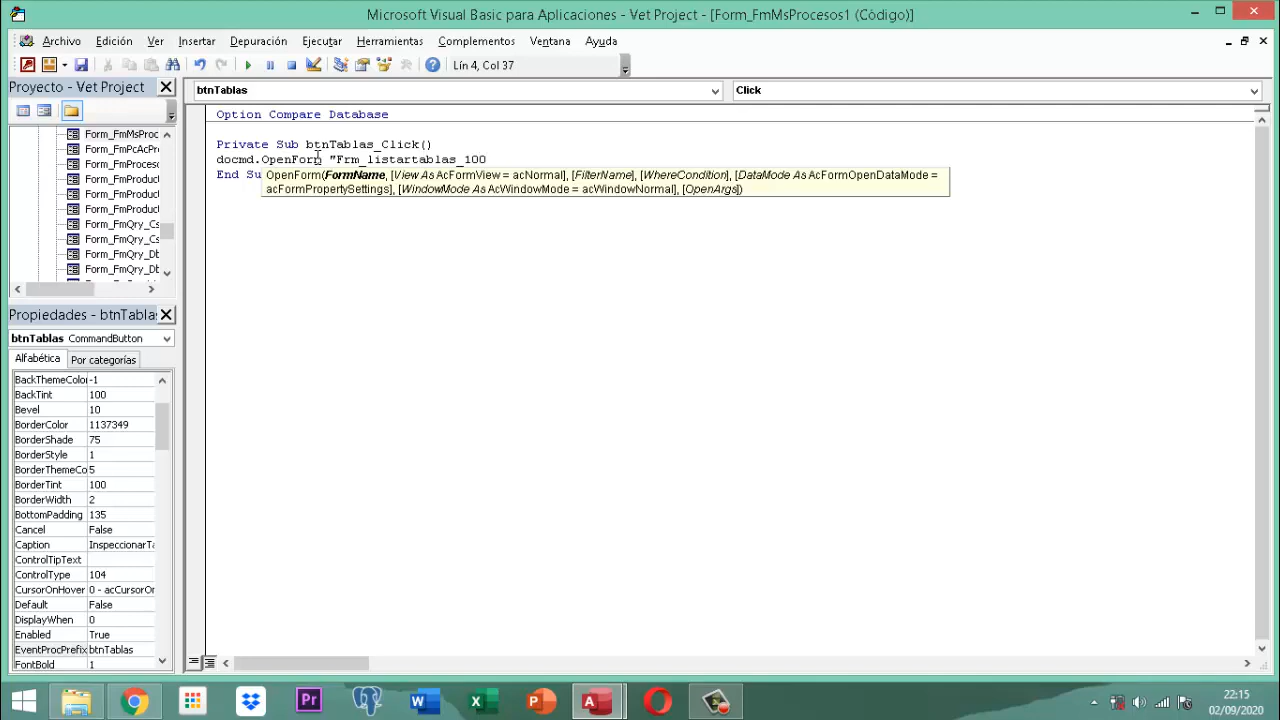 Microsoft Visual Basic para Aplicaciones - Vet Project - [Form_FmMsProcesos1 (Código)]
Archivo Edición Ver Insertar Depuración Ejecutar Herramientas Complementos Ventana Ayuda
Lín 4, Col 37
Proyecto - Vet Project
btnTablas Click
Form_FmMsProc
Form_FmPcAcPr
Form_FmProceso
Form_FmProduct
Form_FmProduct
Form_FmProduct
Form_FmQry_Cs
Form_FmQry_Cs
Form_FmQry_Db
Form_FmQry_Db
Option Compare Database
Private Sub btnTablas_Click()
docmd.OpenForm "Frm_listartablas_100
End Su
OpenForm(FormName, [View As AcFormView = acNormal], [FilterName], [WhereCondition], [DataMode As AcFormOpenDataMode =
acFormPropertySettings], [WindowMode As AcWindowMode = acWindowNormal], [OpenArgs])
Propiedades - btnTablas
btnTablas CommandButton
Alfabética Por categorías
BackThemeColor -1
BackTint 100
Bevel 10
BorderColor 1137349
BorderShade 75
BorderStyle 1
BorderThemeCo 5
BorderTint 100
BorderWidth 2
BottomPadding 135
Cancel False
Caption InspeccionarTa
ControlTipText
ControlType 104
CursorOnHover 0 - acCursorOn
Default False
DisplayWhen 0
Enabled True
EventProcPrefix btnTablas
FontBold 1
Pr
22:15
02/09/2020